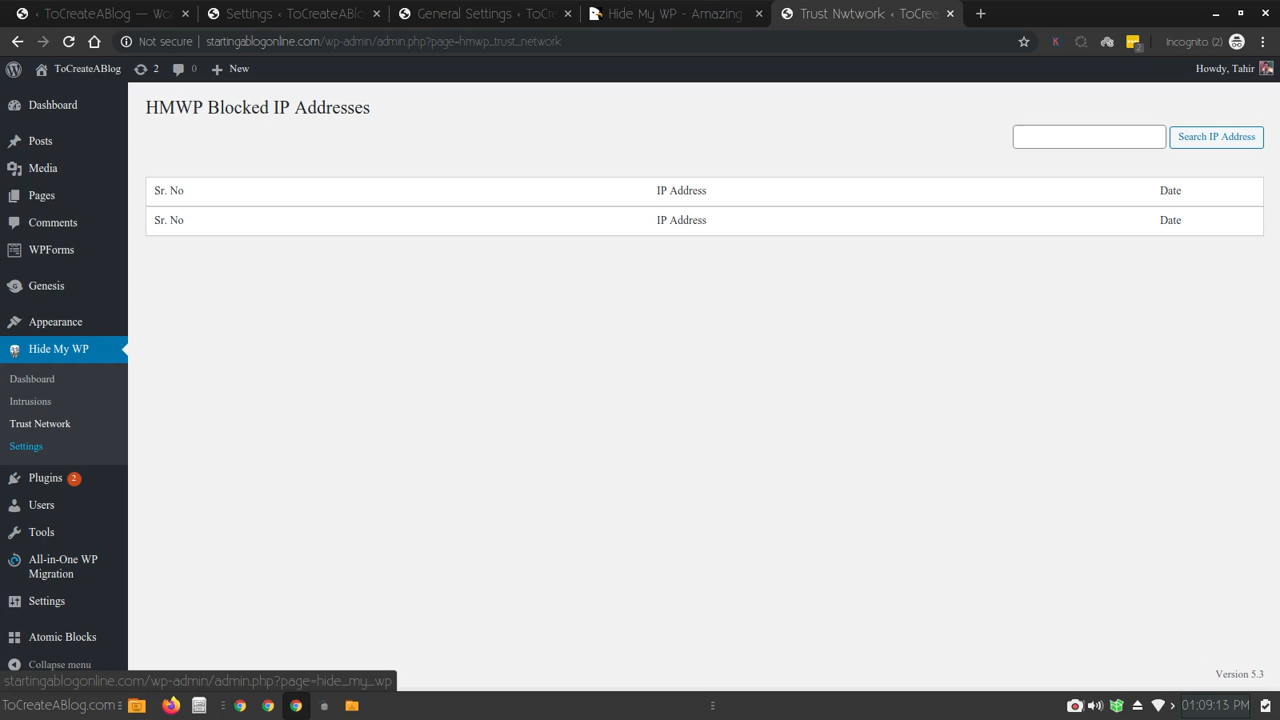 ToCreateABlog — Wo
Settings ‹ ToCreateABlo
General Settings ‹ ToCr
Hide My WP - Amazing
Trust Nwtwork ‹ ToCrea
Not secure | startingablogonline.com/wp-admin/admin.php?page=hmwp_trust_network
Incognito (2)
ToCreateABlog
2
0
New
Howdy, Tahir
Dashboard
Posts
Media
Pages
Comments
WPForms
Genesis
Appearance
Hide My WP
Dashboard
Intrusions
Trust Network
Settings
Plugins 2
Users
Tools
All-in-One WP
Migration
Settings
Atomic Blocks
Collapse menu
HMWP Blocked IP Addresses
Search IP Address
Sr. No IP Address Date
Sr. No IP Address Date
Version 5.3
startingablogonline.com/wp-admin/admin.php?page=hide_my_wp
ToCreateABlog.com
01:09:13 PM